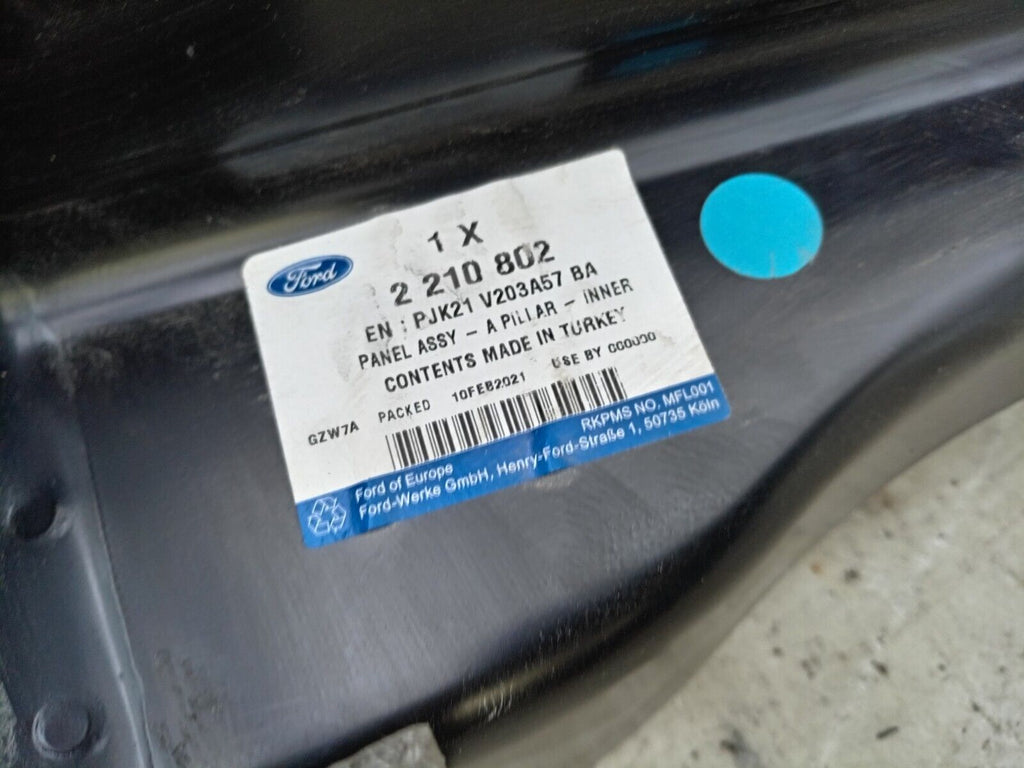 Ford
1 X
2 210 802
EN : PJK21 V203A57 BA
PANEL ASSY - A PILLAR - INNER
CONTENTS MADE IN TURKEY
GZW7A PACKED 10FEB2021 USE BY 000000
RKPMS NO. MFL001
Ford of Europe
Ford-Werke GmbH, Henry-Ford-Straße 1, 50735 Köln